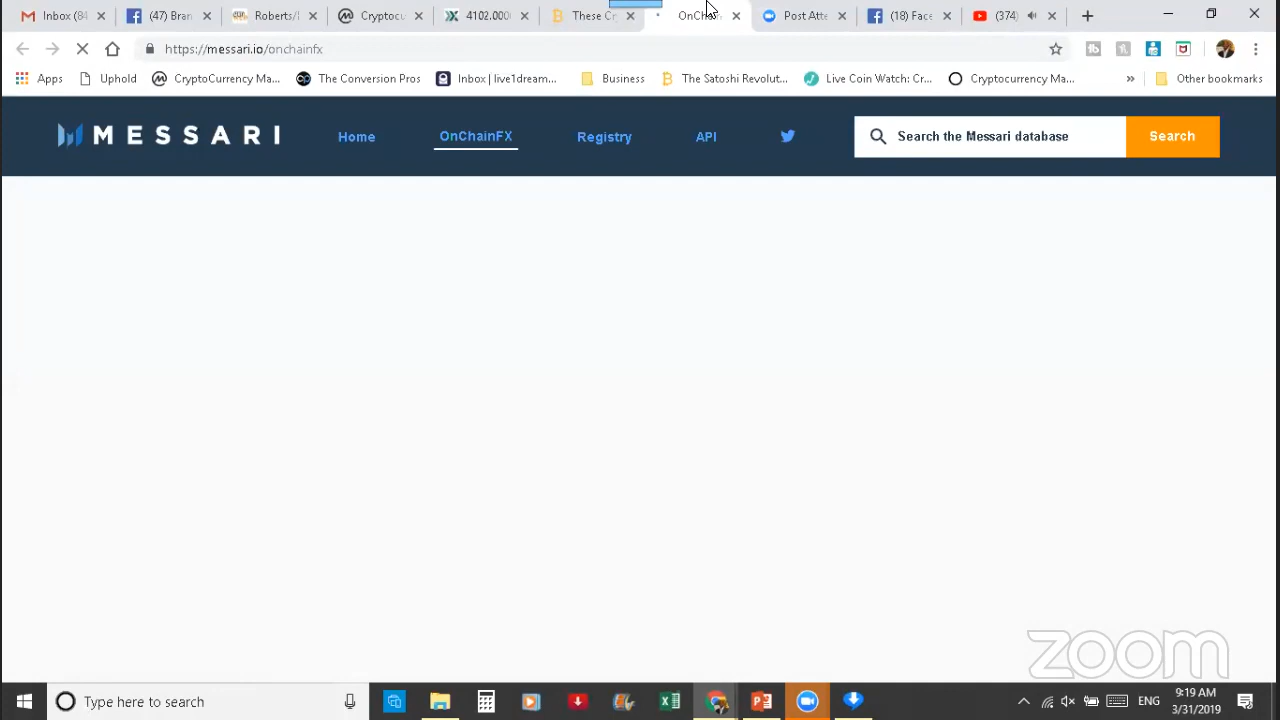 Inbox (84
(47) Bran
Roberts/I
Cryptocu
4102.000
These Cr
OnCha
Post Atte
(18) Face
(374)
https://messari.io/onchainfx
Apps
Uphold
CryptoCurrency Ma...
cp
The Conversion Pros
Inbox | live1dream...
Business
The Satoshi Revolut...
Live Coin Watch: Cr...
Cryptocurrency Ma...
»
Other bookmarks
MESSARI
Home
OnChainFX
Registry
API
Search the Messari database
Search
zoom
Type here to search
ENG
9:19 AM
3/31/2019